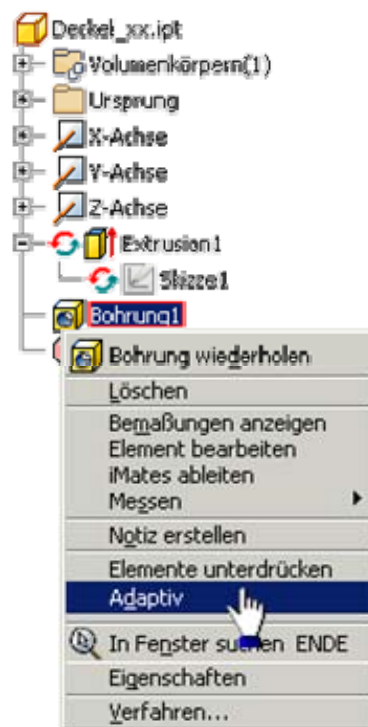 Deckel_xx.ipt
Volumenkörpern(1)
Ursprung
X-Achse
Y-Achse
Z-Achse
Extrusion1
Skizze1
Bohrung1
Bohrung wiederholen
Löschen
Bemaßungen anzeigen
Element bearbeiten
iMates ableiten
Messen
Notiz erstellen
Elemente unterdrücken
Adaptiv
In Fenster suchen ENDE
Eigenschaften
Verfahren...